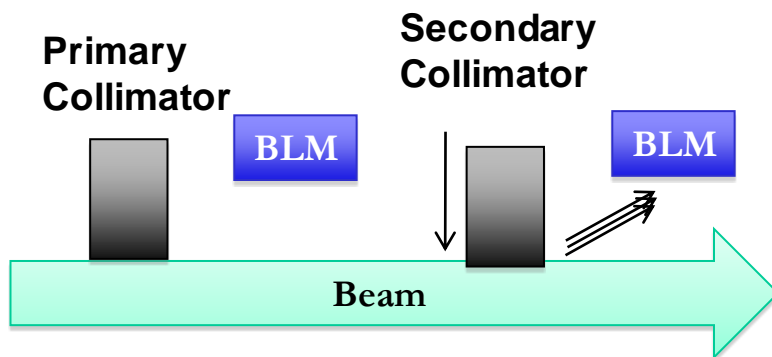 Primary
Collimator
Secondary
Collimator
BLM
BLM
Beam